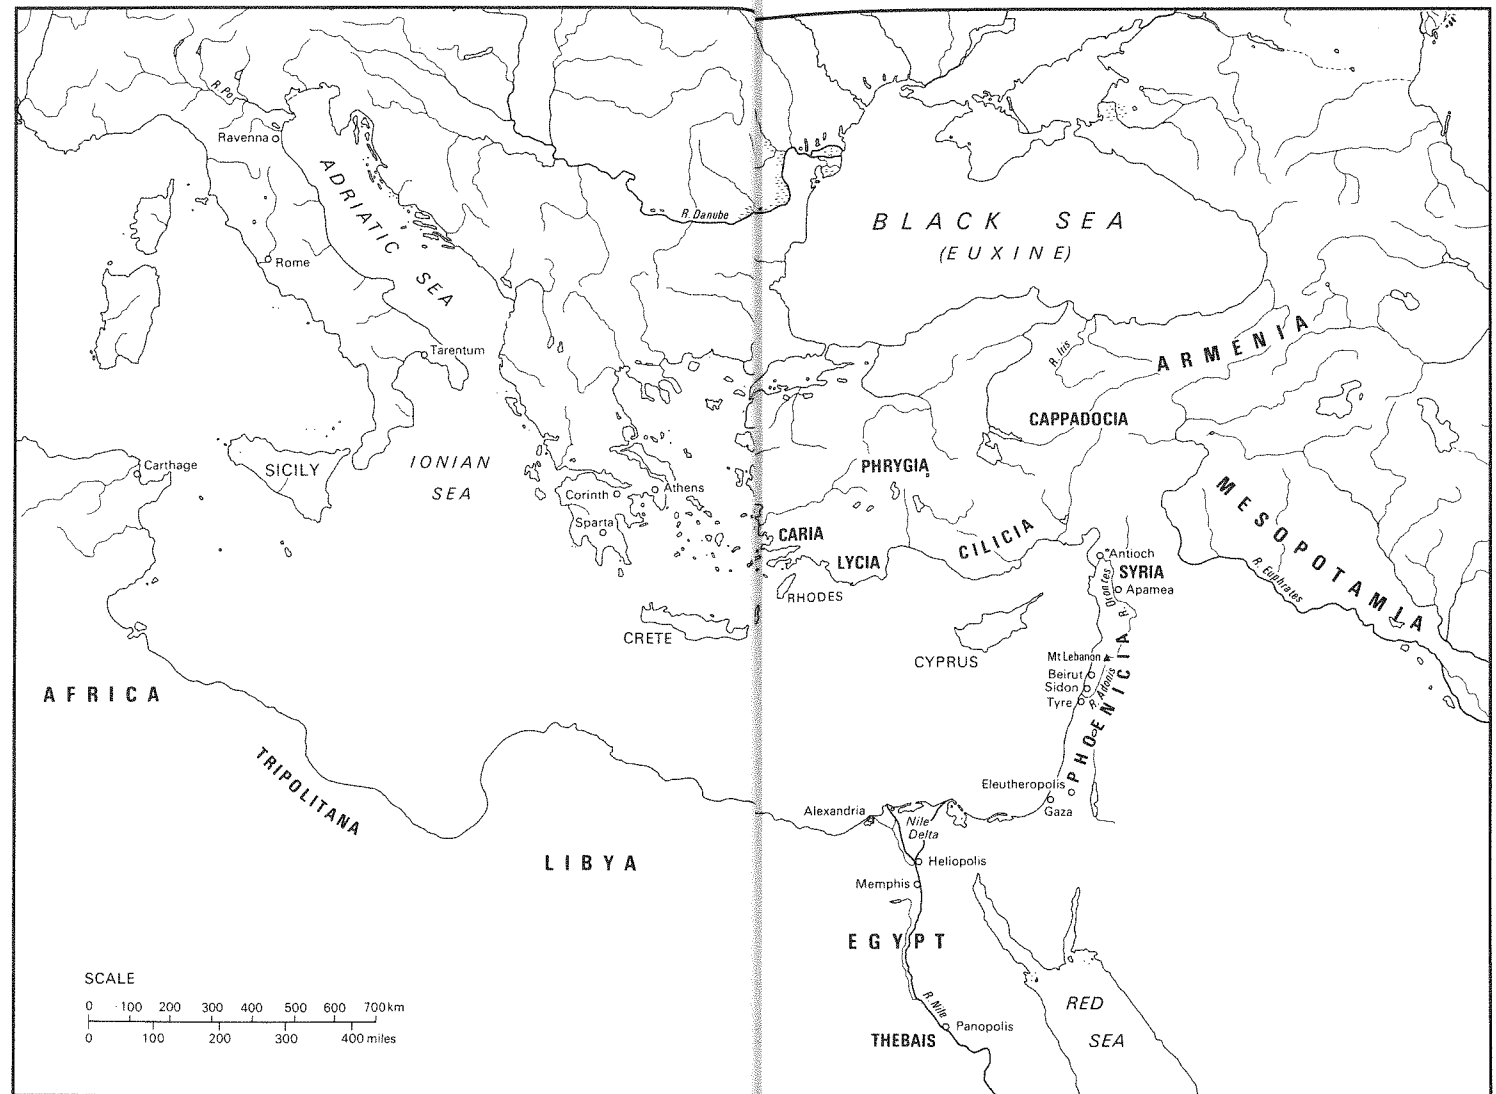 R. Po
Ravenna
ADRIATIC SEA
R. Danube
BLACK SEA
(EUXINE)
Rome
Tarentum
R. Iris
ARMENIA
CAPPADOCIA
Carthage
SICILY
IONIAN
SEA
Corinth
Athens
Sparta
PHRYGIA
MESOPOTAMIA
R. Euphrates
CARIA
LYCIA
CILICIA
RHODES
Antioch
SYRIA
R. Orontes
Apamea
CRETE
CYPRUS
Mt Lebanon
Beirut
Sidon
Tyre
R. Adonis
PHOENICIA
AFRICA
TRIPOLITANA
LIBYA
Eleutheropolis
Gaza
Alexandria
Nile
Delta
Heliopolis
Memphis
EGYPT
R. Nile
Panopolis
THEBAIS
RED
SEA
SCALE
0 100 200 300 400 500 600 700 km
0 100 200 300 400 miles